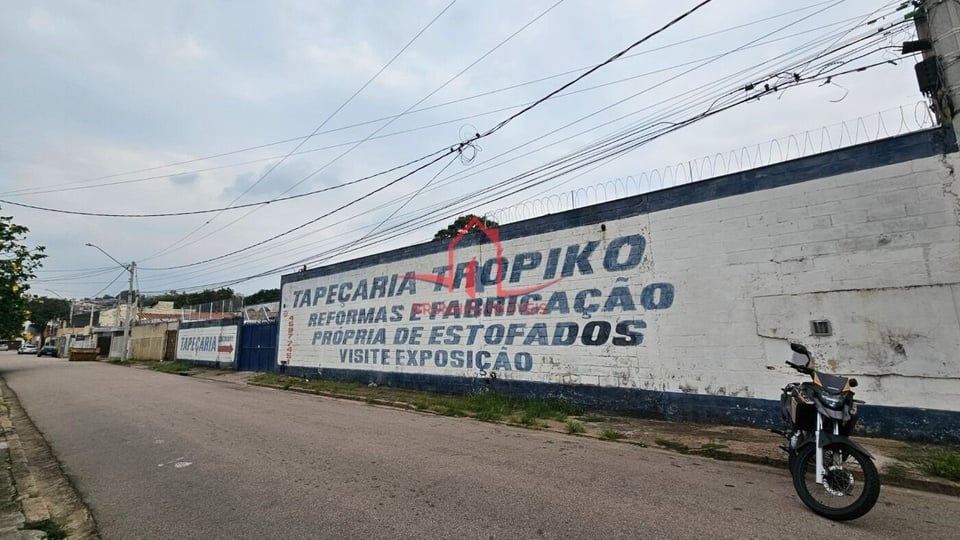 TAPEÇARIA TROPIKO
REFORMAS E FABRICAÇÃO
PRÓPRIA DE ESTOFADOS
VISITE EXPOSIÇÃO
TAPEÇARIA